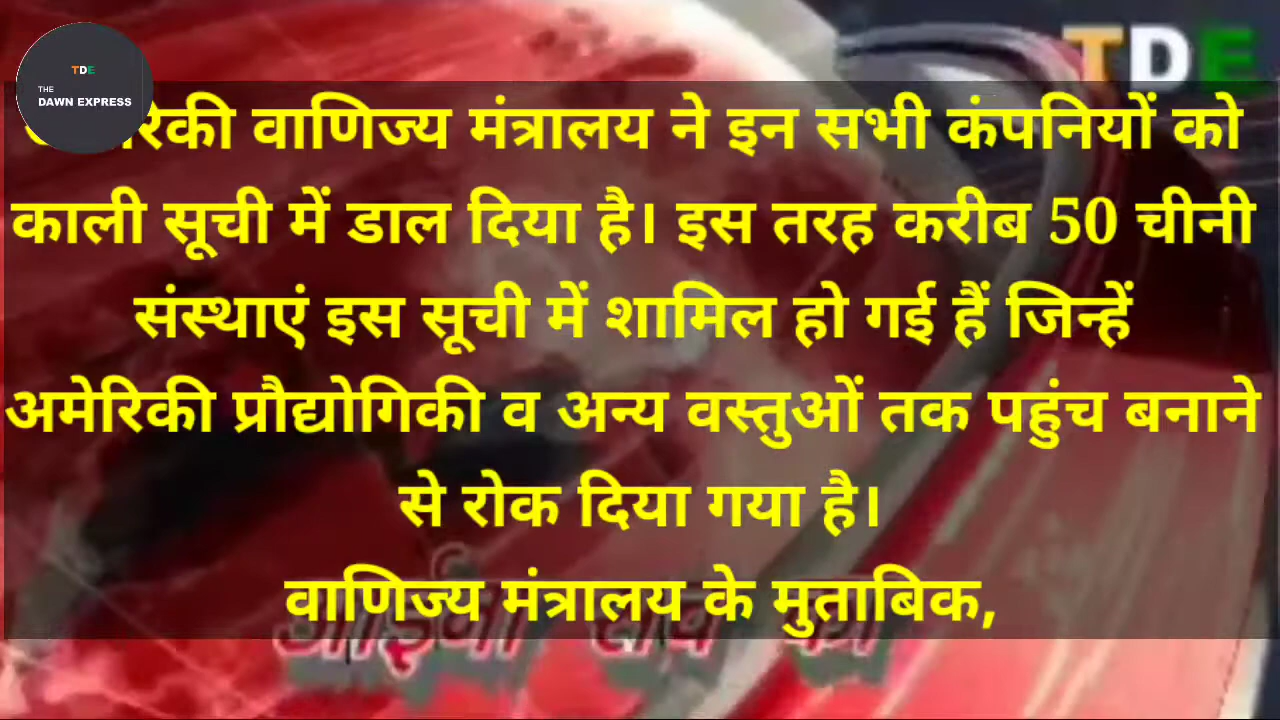 TDE
TDE
THE
DAWN EXPRESS
वाणिज्य मंत्रालय ने इन सभी कंपनियों को
काली सूची में डाल दिया है। इस तरह करीब 50 चीनी
संस्थाएं इस सूची में शामिल हो गई हैं जिन्हें
अमेरिकी प्रौद्योगिकी व अन्य वस्तुओं तक पहुंच बनाने
से रोक दिया गया है।
वाणिज्य मंत्रालय के मुताबिक,